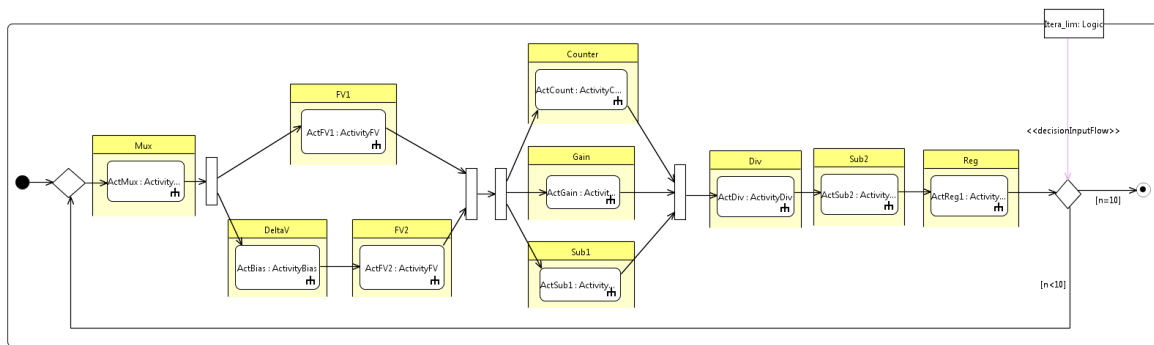 Itera_lim: Logic
Counter
ActCount : ActivityC...
FV1
ActFV1 : ActivityFV
<<decisionInputFlow>>
Mux
ActMux : Activity...
Gain
ActGain : Activit,..
Div
ActDiv : ActivityDiv
Sub2
ActSub2 : Activity...
Reg
ActReg1 : Activity...
[n=10]
DeltaV
ActBias : ActivityBias
FV2
ActFV2 : ActivityFV
Sub1
ActSub1 : Activity...
[n<10]